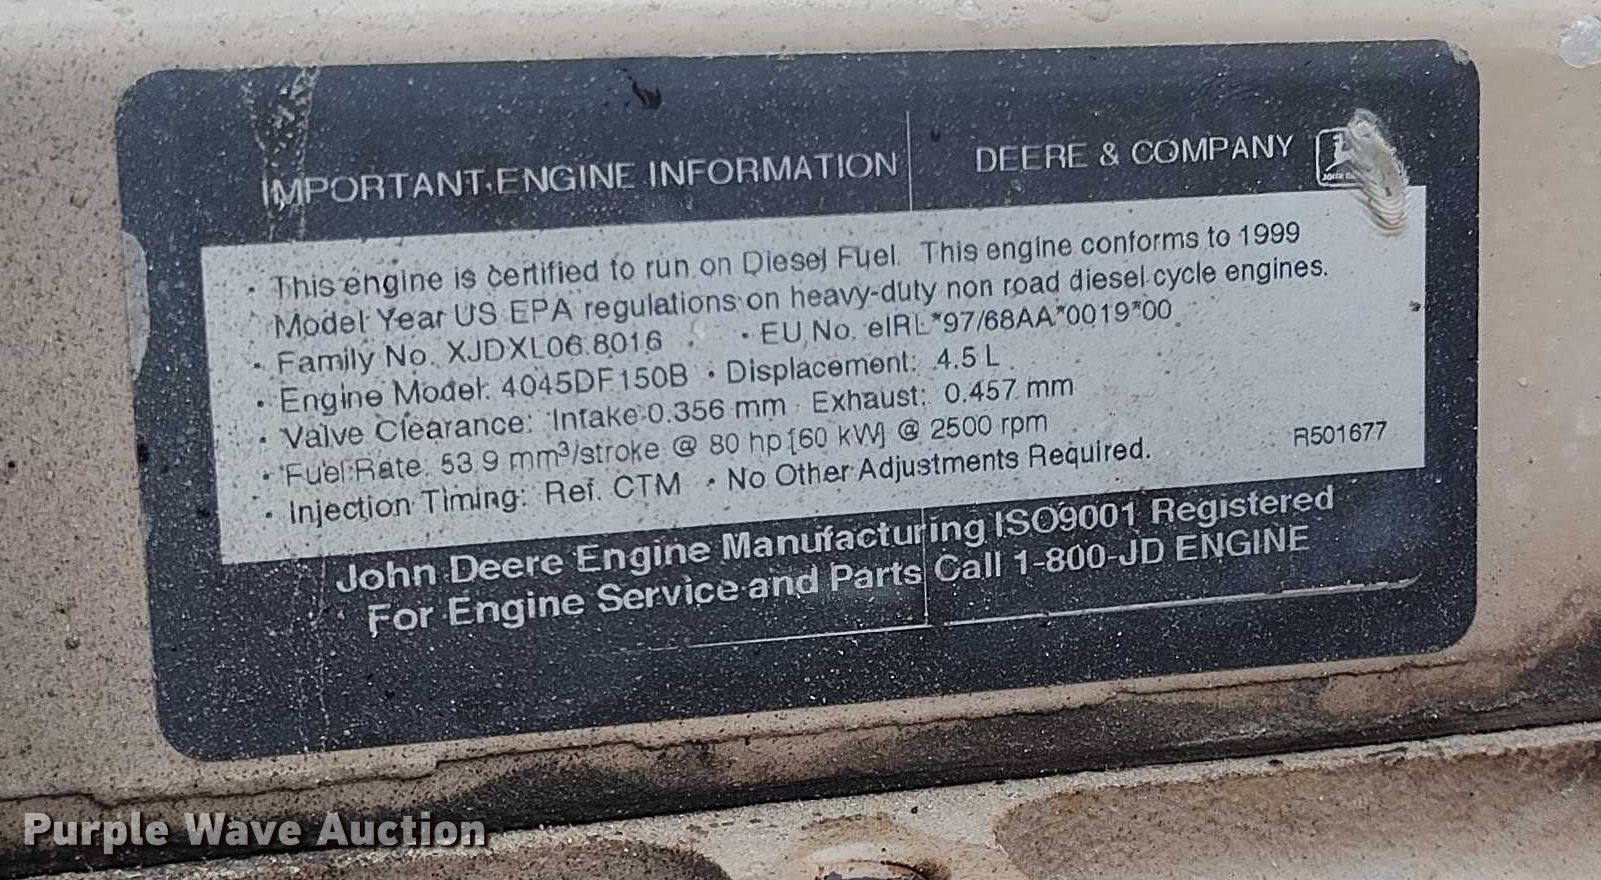 IMPORTANT ENGINE INFORMATION
DEERE & COMPANY
JOHN
· This engine is certified to run on Diesel Fuel. This engine conforms to 1999
Model Year US EPA regulations on heavy-duty non road diesel cycle engines.
· Family No. XJDXL06.8016 · EU No. eIRL*97/68AA*0019*00
· Engine Model: 4045DF150B · Displacement: 4.5 L
· Valve Clearance: Intake 0.356 mm Exhaust: 0.457 mm
· Fuel Rate: 53.9 mm³/stroke @ 80 hp [60 kW] @ 2500 rpm
· Injection Timing: Ref. CTM · No Other Adjustments Required.
R501677
John Deere Engine Manufacturing ISO9001 Registered
For Engine Service and Parts Call 1-800-JD ENGINE
Purple Wave Auction